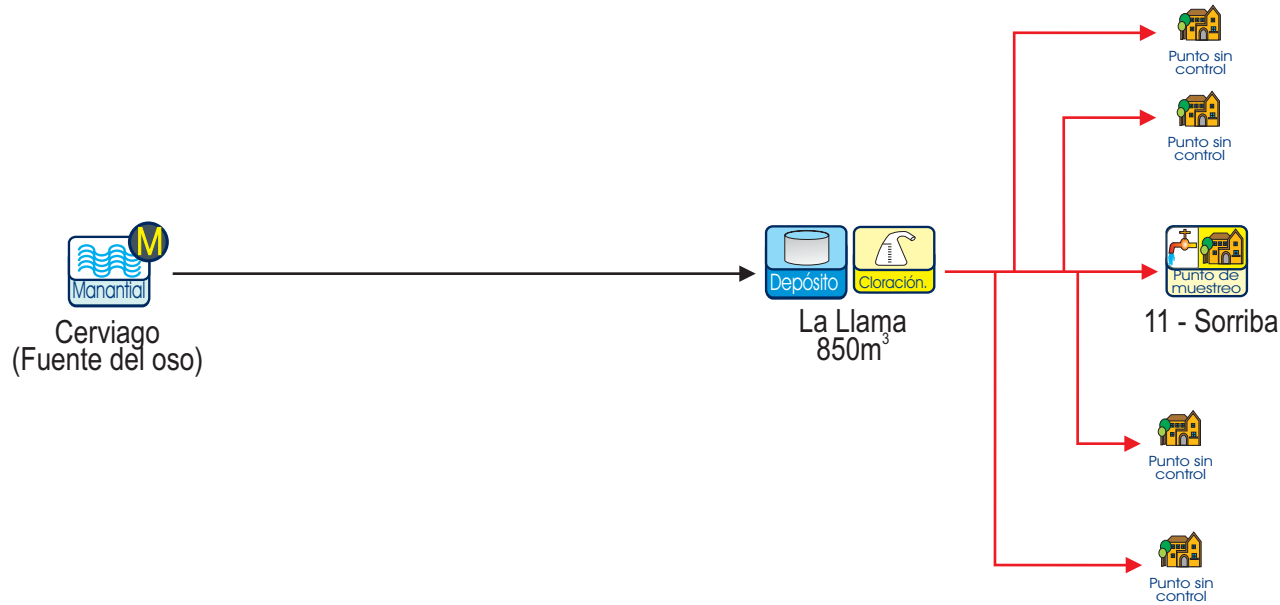 Punto sin
control
Punto sin
control
M
Manantial
Cerviago
(Fuente del oso)
Depósito
Cloración.
La Llama
850m³
Punto de
muestreo
11 - Sorriba
Punto sin
control
Punto sin
control